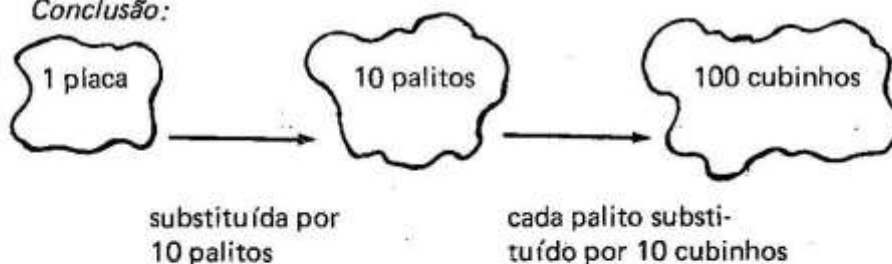 Conclusão:
1 placa
10 palitos
100 cubinhos
substituída por
10 palitos
cada palito substi-
tuído por 10 cubinhos